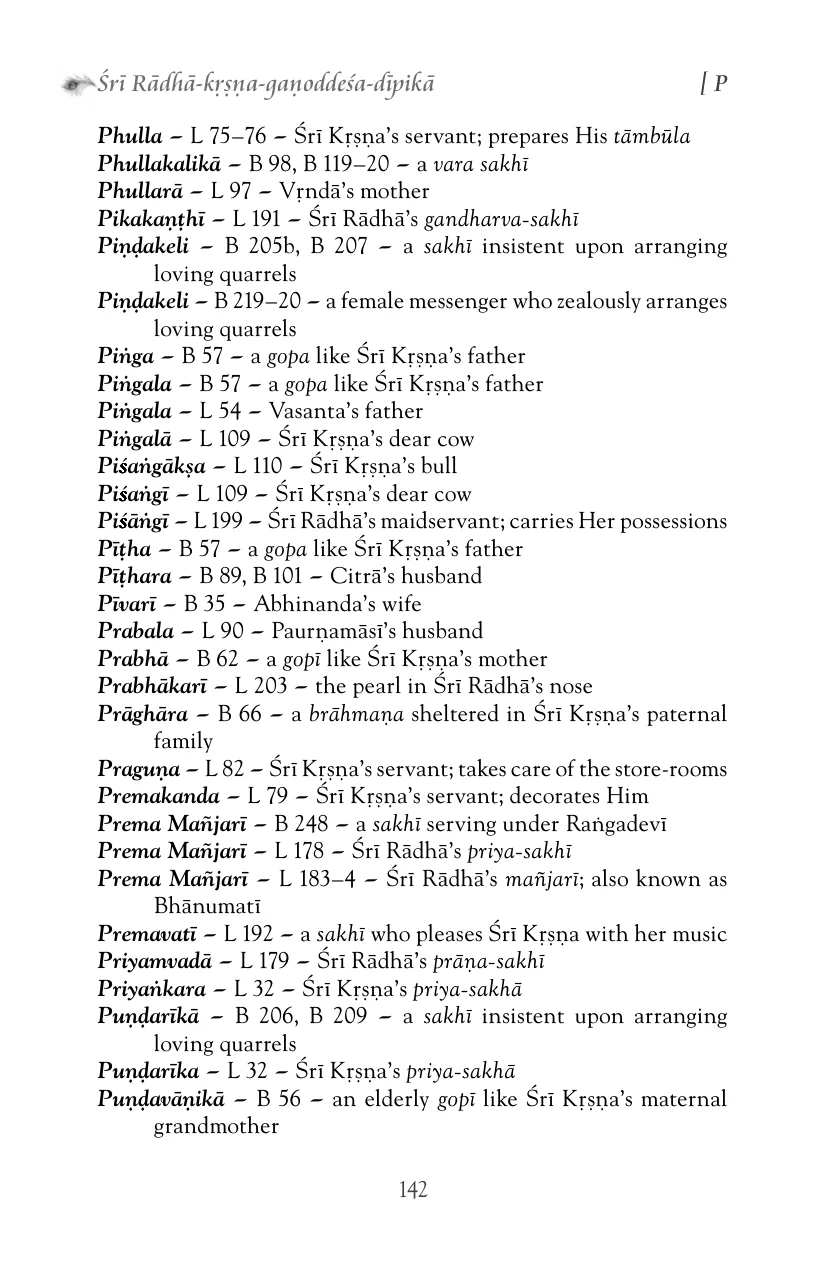 Śrī Rādhā-kṛṣṇa-gaṇoddeśa-dīpikā [ P
Phulla – L 75–76 – Śrī Kṛṣṇa’s servant; prepares His tāmbūla
Phullakalikā – B 98, B 119–20 – a vara sakhī
Phullarā – L 97 – Vṛndā’s mother
Pikakaṇṭhī – L 191 – Śrī Rādhā’s gandharva-sakhī
Piṇḍakeli – B 205b, B 207 – a sakhī insistent upon arranging
loving quarrels
Piṇḍakeli – B 219–20 – a female messenger who zealously arranges
loving quarrels
Piṅga – B 57 – a gopa like Śrī Kṛṣṇa’s father
Piṅgala – B 57 – a gopa like Śrī Kṛṣṇa’s father
Piṅgala – L 54 – Vasanta’s father
Piṅgalā – L 109 – Śrī Kṛṣṇa’s dear cow
Piśaṅgākṣa – L 110 – Śrī Kṛṣṇa’s bull
Piśaṅgī – L 109 – Śrī Kṛṣṇa’s dear cow
Piśāṅgī – L 199 – Śrī Rādhā’s maidservant; carries Her possessions
Pīṭha – B 57 – a gopa like Śrī Kṛṣṇa’s father
Pīṭhara – B 89, B 101 – Citrā’s husband
Pīvarī – B 35 – Abhinanda’s wife
Prabala – L 90 – Paurṇamāsī’s husband
Prabhā – B 62 – a gopī like Śrī Kṛṣṇa’s mother
Prabhākarī – L 203 – the pearl in Śrī Rādhā’s nose
Prāghāra – B 66 – a brāhmaṇa sheltered in Śrī Kṛṣṇa’s paternal
family
Praguṇa – L 82 – Śrī Kṛṣṇa’s servant; takes care of the store-rooms
Premakanda – L 79 – Śrī Kṛṣṇa’s servant; decorates Him
Prema Mañjarī – B 248 – a sakhī serving under Raṅgadevī
Prema Mañjarī – L 178 – Śrī Rādhā’s priya-sakhī
Prema Mañjarī – L 183–4 – Śrī Rādhā’s mañjarī; also known as
Bhānumatī
Premavatī – L 192 – a sakhī who pleases Śrī Kṛṣṇa with her music
Priyamvadā – L 179 – Śrī Rādhā’s prāṇa-sakhī
Priyaṅkara – L 32 – Śrī Kṛṣṇa’s priya-sakhā
Puṇḍarīkā – B 206, B 209 – a sakhī insistent upon arranging
loving quarrels
Puṇḍarīka – L 32 – Śrī Kṛṣṇa’s priya-sakhā
Puṇḍavāṇikā – B 56 – an elderly gopī like Śrī Kṛṣṇa’s maternal
grandmother
142